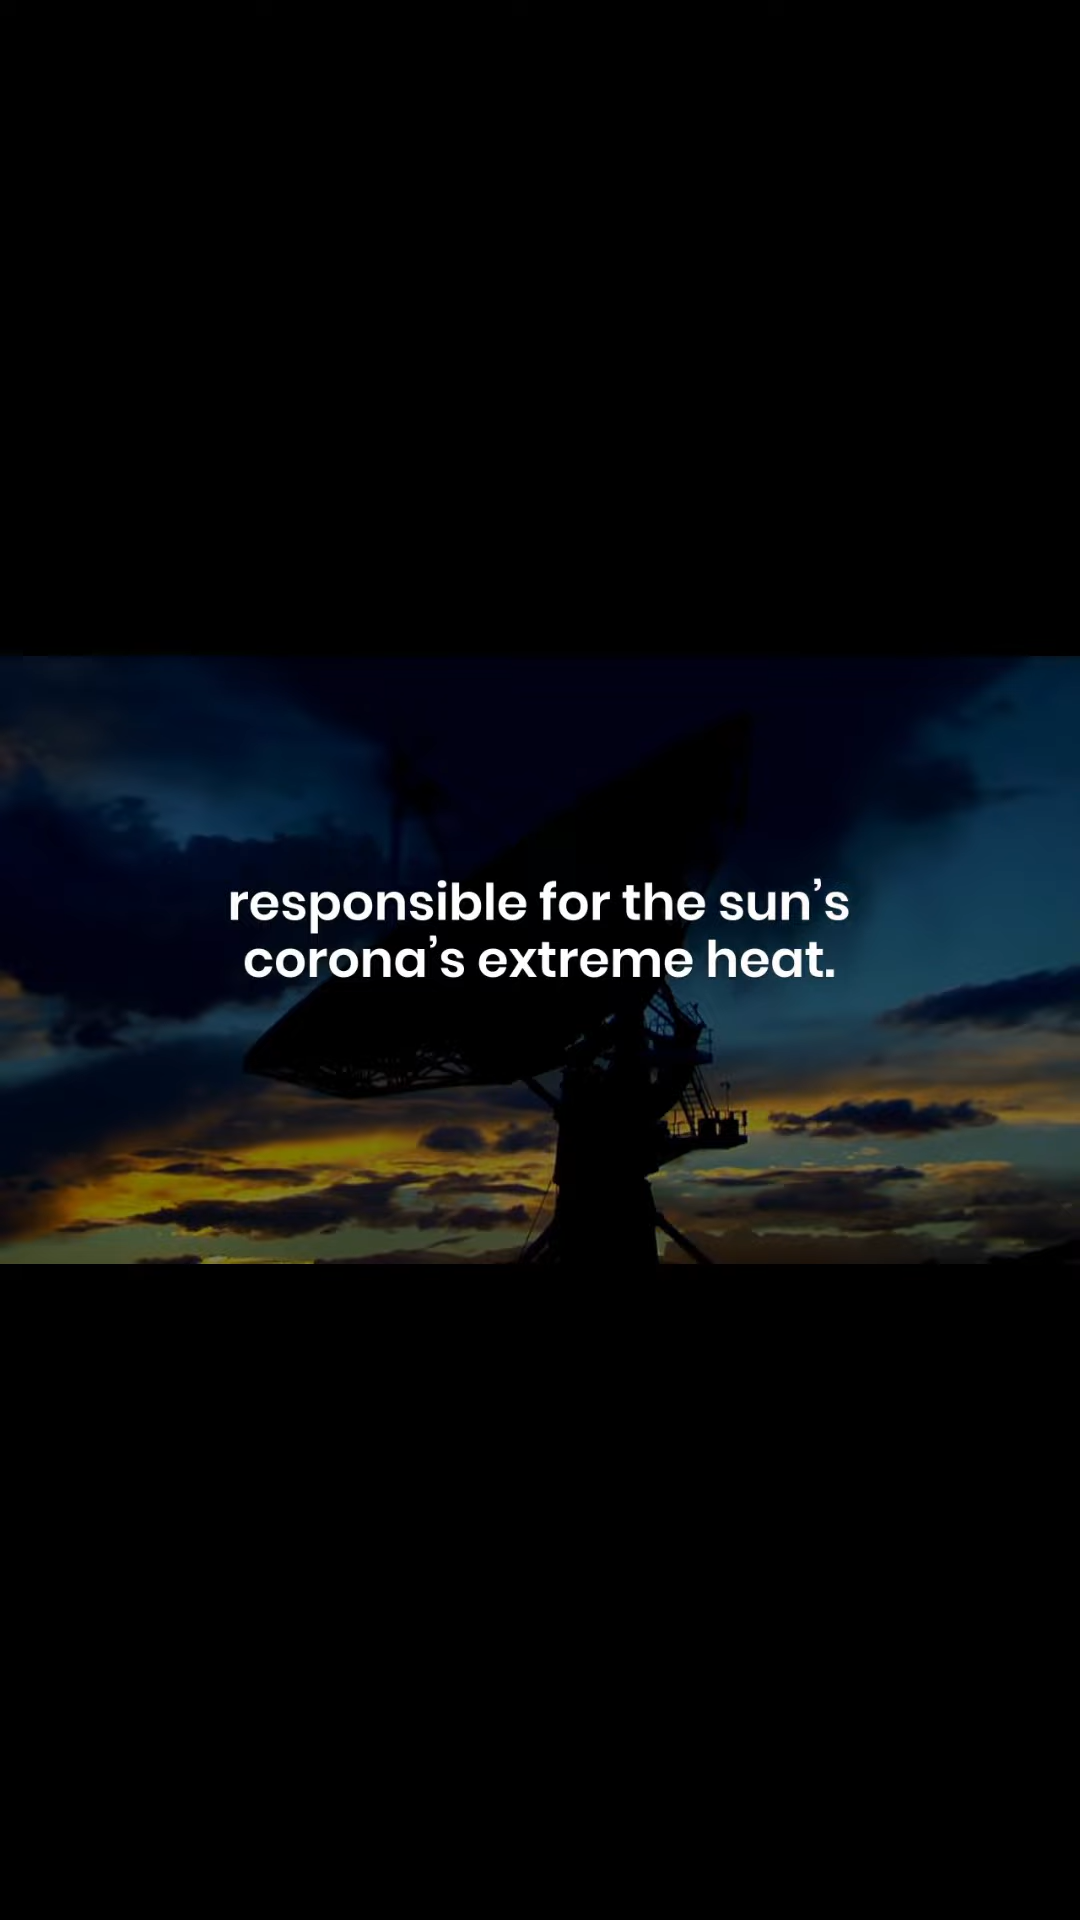 responsible for the sun’s
corona’s extreme heat.